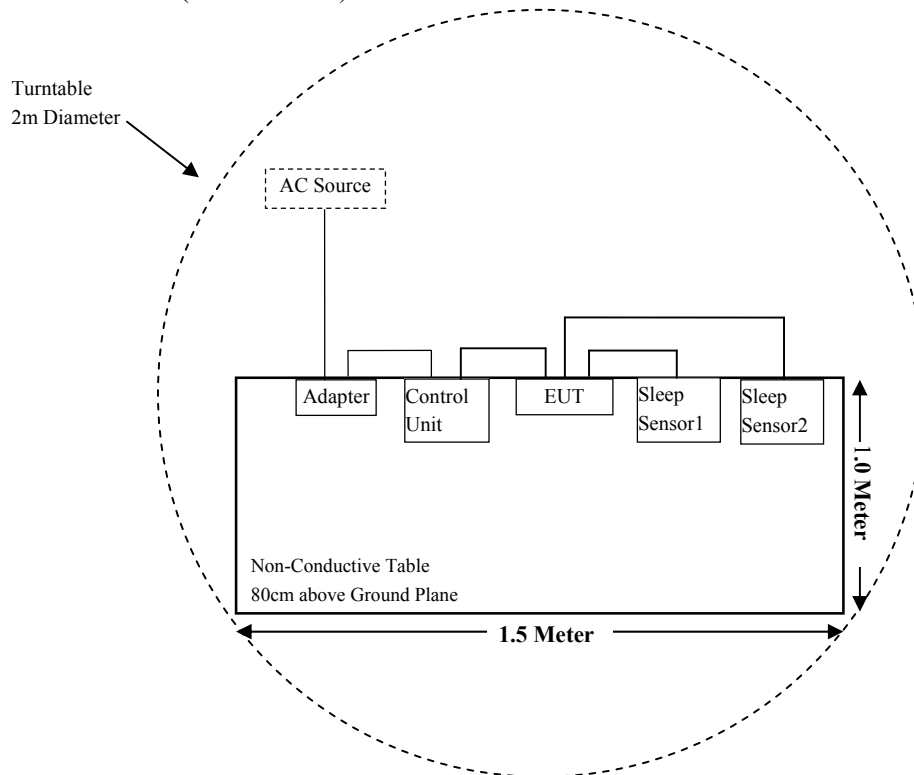 Turntable
2m Diameter
AC Source
Adapter
Control
Unit
EUT
Sleep
Sensor1
Sleep
Sensor2
1.0 Meter
Non-Conductive Table
80cm above Ground Plane
1.5 Meter